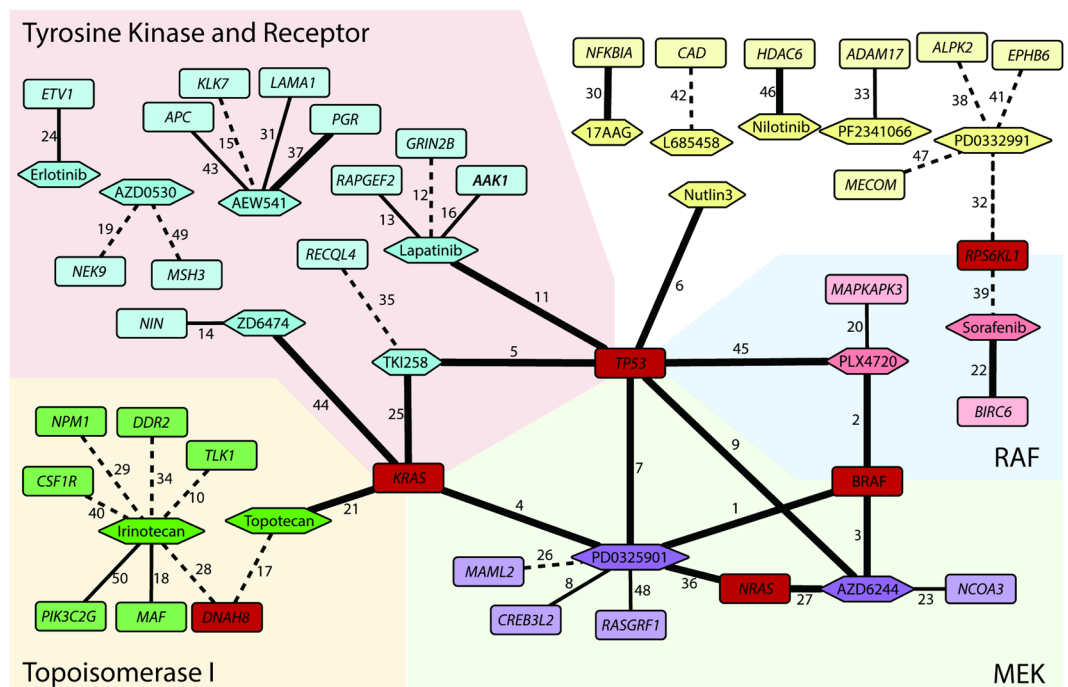 Tyrosine Kinase and Receptor
NFKBIA
CAD
HDAC6
ADAM17
ALPK2
EPHB6
ETV1
KLK7
LAMA1
APC
PGR
24
15
31
37
43
30
42
46
33
38
41
Erlotinib
AZD0530
AEW541
GRIN2B
RAPGEF2
AAK1
17AAG
L685458
Nilotinib
PF2341066
PD0332991
47
MECOM
12
13
16
19
49
NEK9
MSH3
Lapatinib
Nutlin3
32
RECQL4
RPS6KL1
35
11
6
MAPKAPK3
39
NIN
14
ZD6474
20
Sorafenib
TKI258
5
TP53
45
PLX4720
22
BIRC6
44
25
2
9
RAF
NPM1
DDR2
TLK1
CSF1R
29
34
10
40
KRAS
7
BRAF
21
4
1
3
Irinotecan
Topotecan
50
18
28
17
PIK3C2G
MAF
DNAH8
PD0325901
26
MAML2
8
48
36
NRAS
27
AZD6244
23
NCOA3
CREB3L2
RASGRF1
Topoisomerase I
MEK